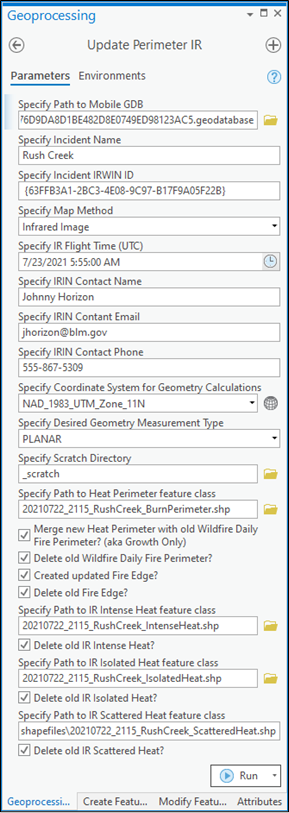 Geoprocessing
Update Perimeter IR
Parameters Environments
Specify Path to Mobile GDB
76D9DA8D1BE482D8E0749ED98123AC5.geodatabase
Specify Incident Name
Rush Creek
Specify Incident IRWIN ID
{63FFB3A1-2BC3-4E08-9C97-B17F9A05F22B}
Specify Map Method
Infrared Image
Specify IR Flight Time (UTC)
7/23/2021 5:55:00 AM
Specify IRIN Contact Name
Johnny Horizon
Specify IRIN Contant Email
jhorizon@blm.gov
Specify IRIN Contact Phone
555-867-5309
Specify Coordinate System for Geometry Calculations
NAD_1983_UTM_Zone_11N
Specify Desired Geometry Measurement Type
PLANAR
Specify Scratch Directory
_scratch
Specify Path to Heat Perimeter feature class
20210722_2115_RushCreek_BurnPerimeter.shp
Merge new Heat Perimeter with old Wildfire Daily
Fire Perimeter? (aka Growth Only)
Delete old Wildfire Daily Fire Perimeter?
Created updated Fire Edge?
Delete old Fire Edge?
Specify Path to IR Intense Heat feature class
20210722_2115_RushCreek_IntenseHeat.shp
Delete old IR Intense Heat?
Specify Path to IR Isolated Heat feature class
20210722_2115_RushCreek_IsolatedHeat.shp
Delete old IR Isolated Heat?
Specify Path to IR Scattered Heat feature class
shapefiles\20210722_2115_RushCreek_ScatteredHeat.shp
Delete old IR Scattered Heat?
Run
Geoprocessi... Create Featu... Modify Featu... Attributes